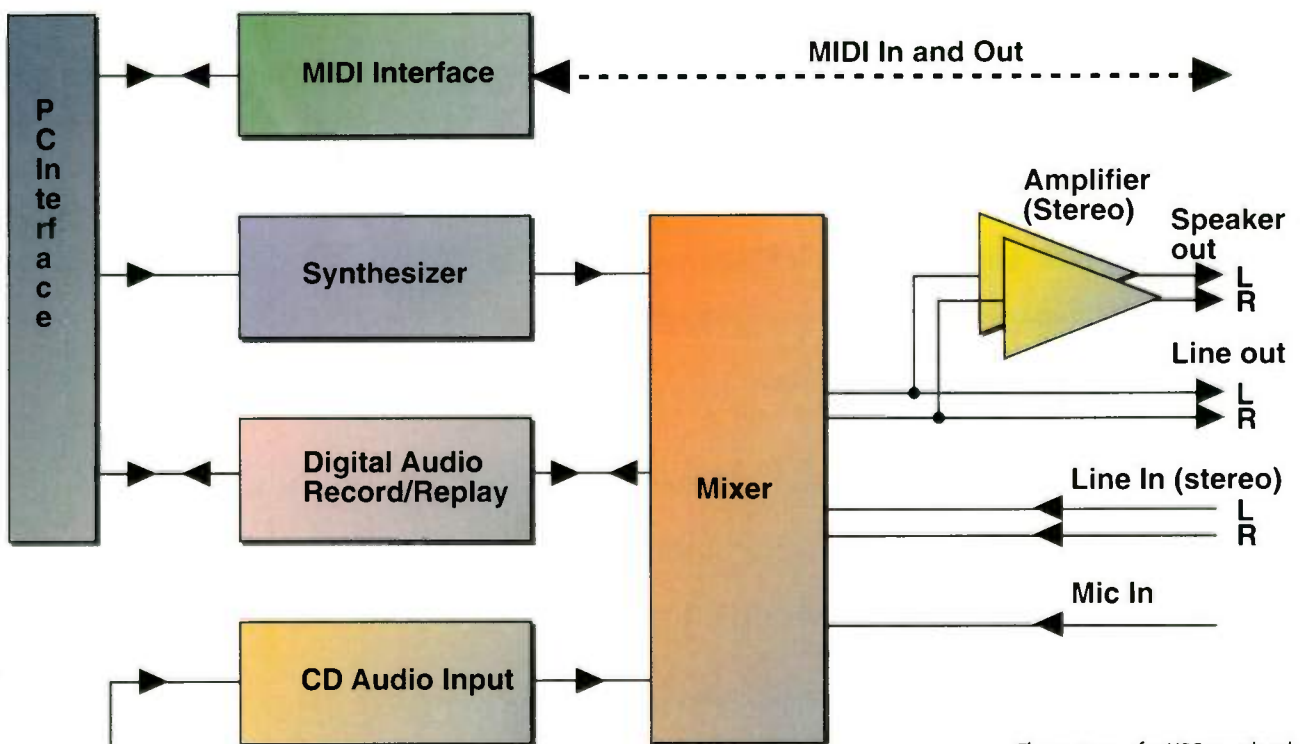 P
C
In
te
rf
a
c
e
MIDI Interface
MIDI In and Out
Synthesizer
Amplifier
(Stereo)
Speaker
out
L
R
Line out
L
R
Digital Audio
Record/Replay
Mixer
Line In (stereo)
L
R
Mic In
CD Audio Input